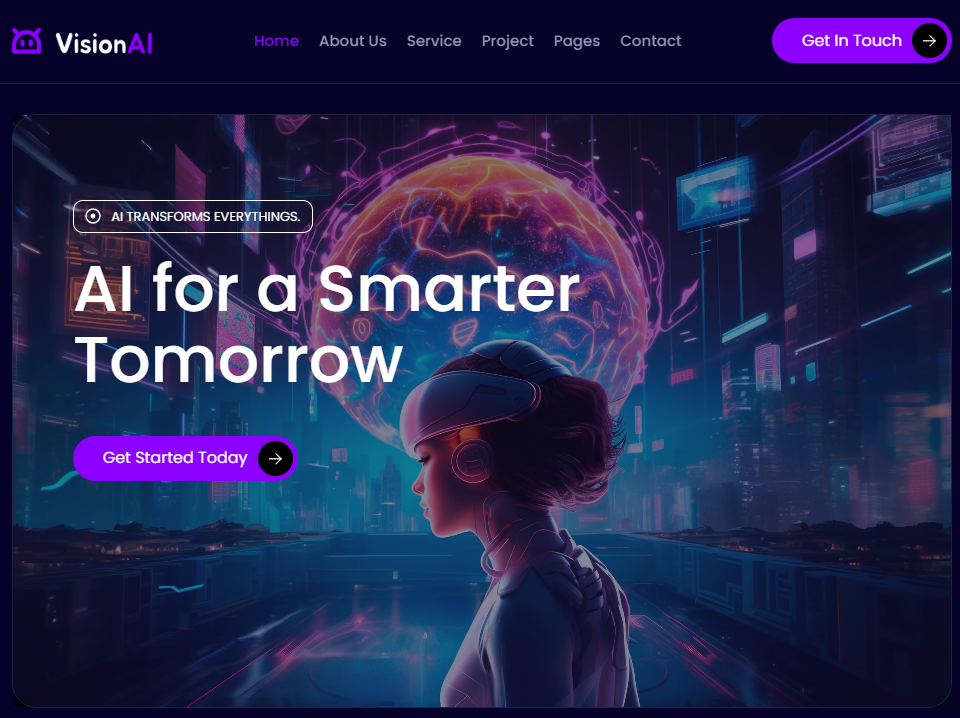 VisionAI
Home About Us Service Project Pages Contact
Get In Touch
AI TRANSFORMS EVERYTHINGS.
AI for a Smarter
Tomorrow
Get Started Today